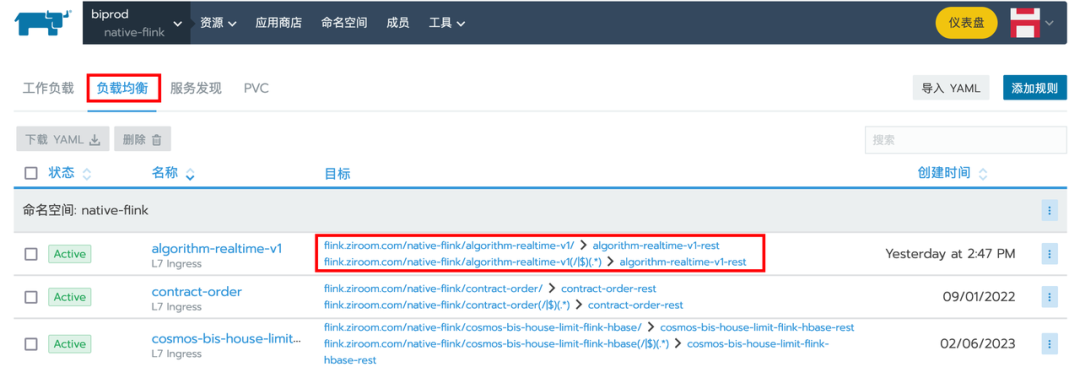 biprod
native-flink
资源
应用商店
命名空间
成员
工具
仪表盘
工作负载
负载均衡
服务发现
PVC
导入 YAML
添加规则
下载 YAML
删除
搜索
状态
名称
目标
创建时间
命名空间: native-flink
Active
algorithm-realtime-v1
L7 Ingress
flink.ziroom.com/native-flink/algorithm-realtime-v1/ > algorithm-realtime-v1-rest
flink.ziroom.com/native-flink/algorithm-realtime-v1(/|$)(.*) > algorithm-realtime-v1-rest
Yesterday at 2:47 PM
Active
contract-order
L7 Ingress
flink.ziroom.com/native-flink/contract-order/ > contract-order-rest
flink.ziroom.com/native-flink/contract-order(/|$)(.*) > contract-order-rest
09/01/2022
Active
cosmos-bis-house-limit...
L7 Ingress
flink.ziroom.com/native-flink/cosmos-bis-house-limit-flink-hbase/ > cosmos-bis-house-limit-flink-hbase-rest
flink.ziroom.com/native-flink/cosmos-bis-house-limit-flink-hbase(/|$)(.*) > cosmos-bis-house-limit-flink-
hbase-rest
02/06/2023